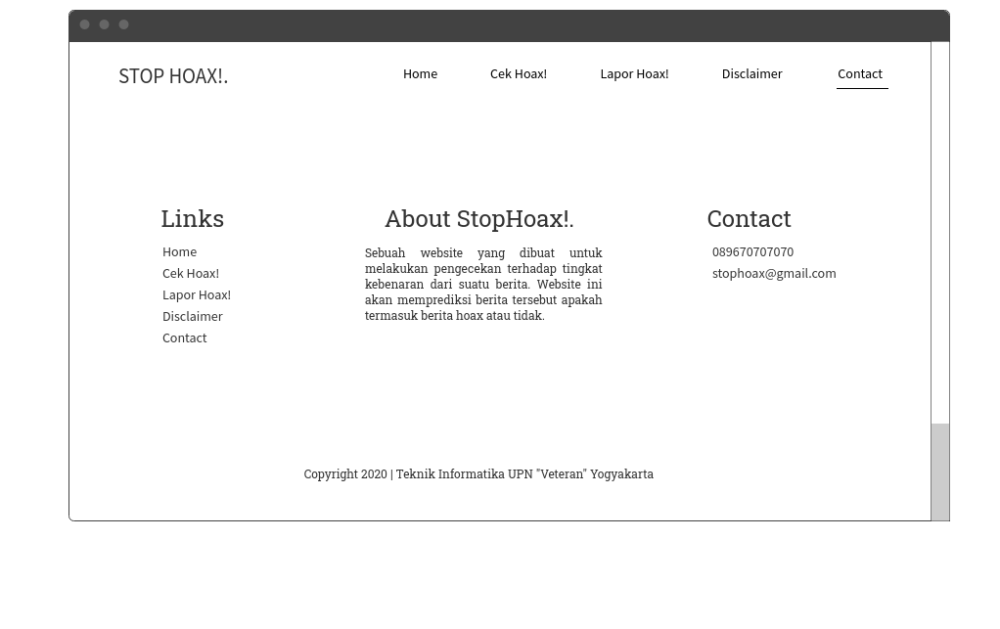 STOP HOAX!.
Home Cek Hoax! Lapor Hoax! Disclaimer Contact
Links
Home
Cek Hoax!
Lapor Hoax!
Disclaimer
Contact
About StopHoax!.
Sebuah website yang dibuat untuk
melakukan pengecekan terhadap tingkat
kebenaran dari suatu berita. Website ini
akan memprediksi berita tersebut apakah
termasuk berita hoax atau tidak.
Contact
089670707070
stophoax@gmail.com
Copyright 2020 | Teknik Informatika UPN "Veteran" Yogyakarta